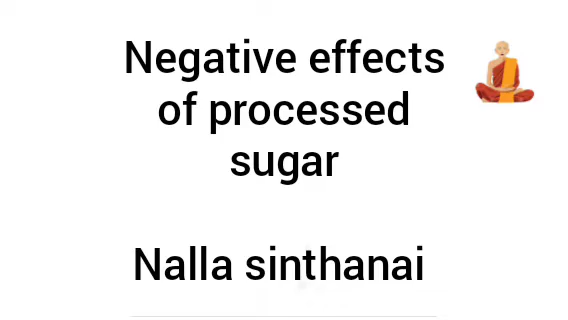 Negative effects
of processed
sugar
Nalla sinthanai